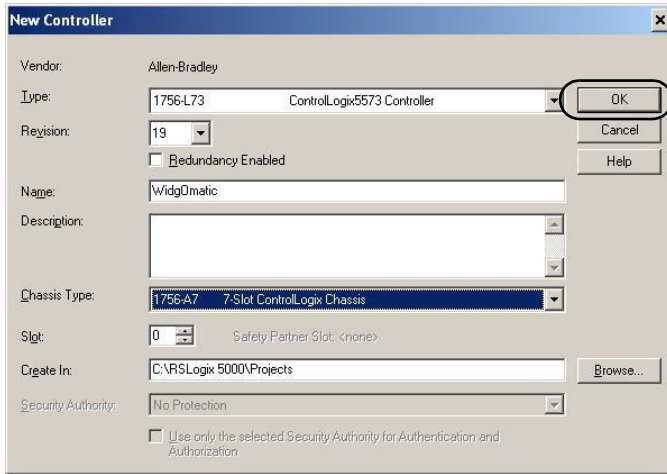 New Controller
Vendor: Allen-Bradley
Type: 1756-L73 ControlLogix5573 Controller OK
Revision: 19 Cancel
Redundancy Enabled Help
Name: WidgOmatic
Description:
Chassis Type: 1756-A7 7-Slot ControlLogix Chassis
Slot: 0 Safety Partner Slot: <none>
Create In: C:\RSLogix 5000\Projects Browse...
Security Authority: No Protection
Use only the selected Security Authority for Authentication and
Authorization